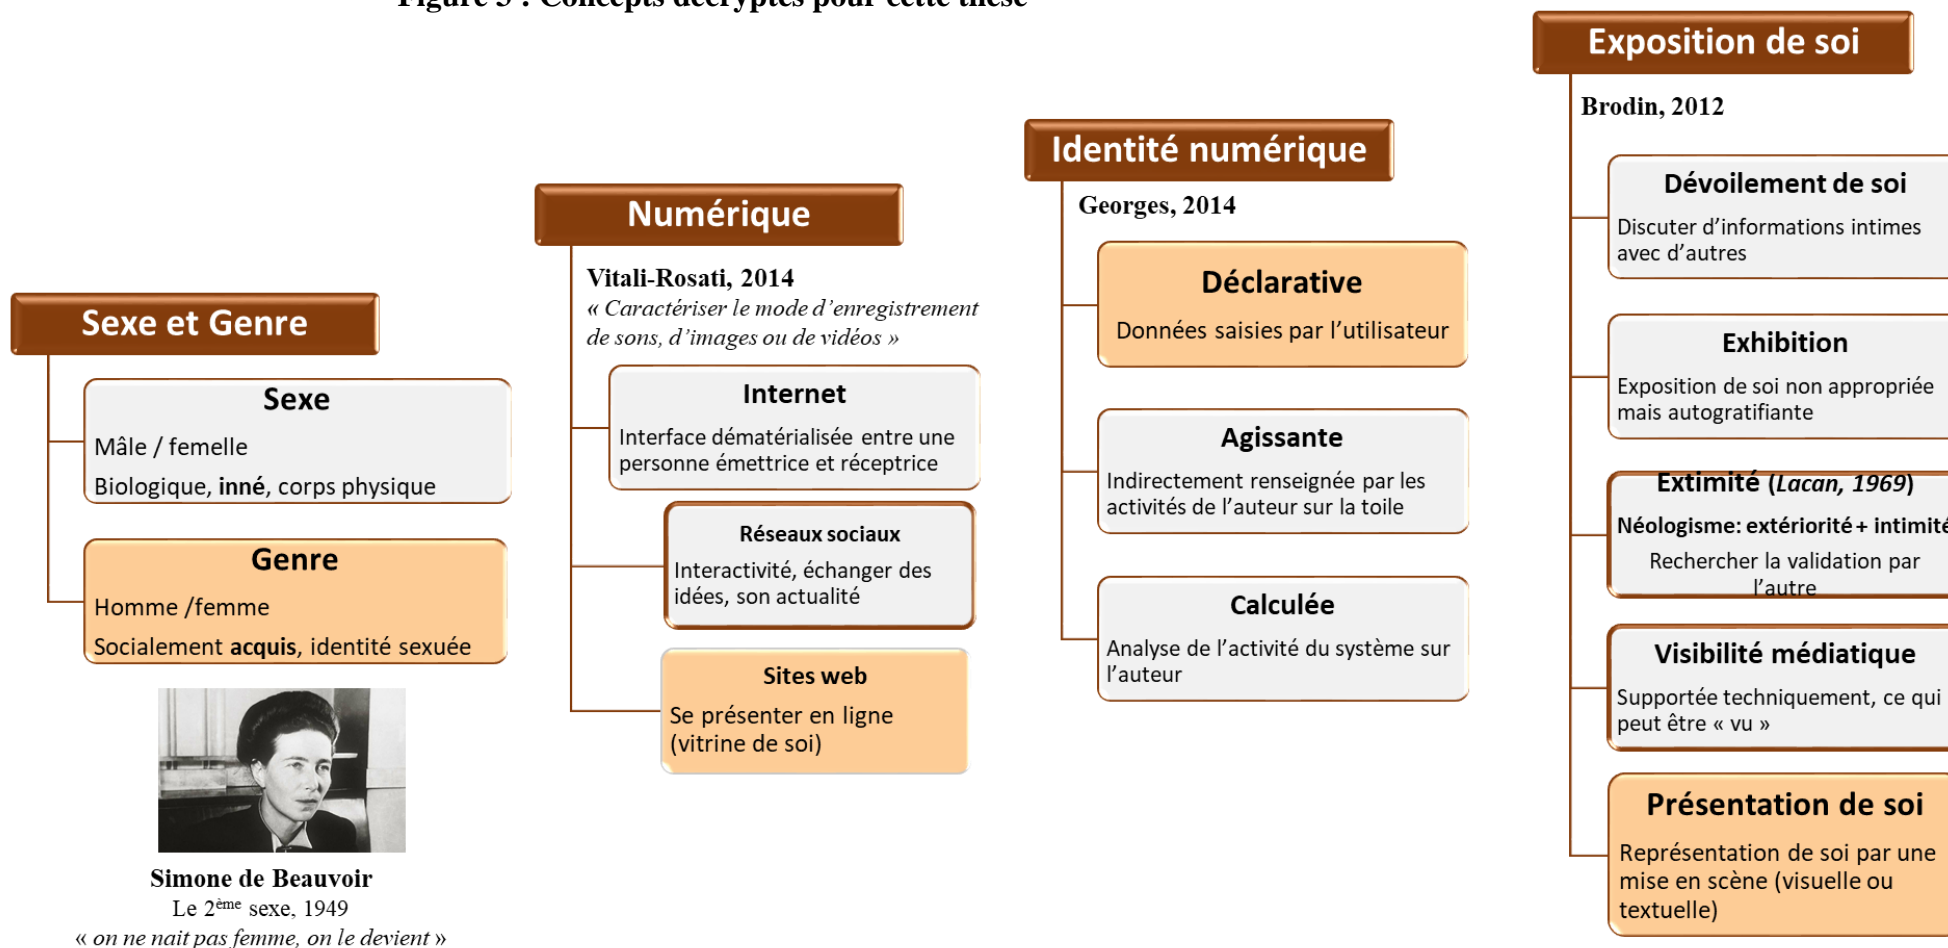 Figure 3 : Concepts décryptés pour cette thèse
Sexe et Genre
Sexe
Mâle / femelle
Biologique, inné, corps physique
Genre
Homme /femme
Socialement acquis, identité sexuée
Simone de Beauvoir
Le 2ème sexe, 1949
« on ne nait pas femme, on le devient »
Numérique
Vitali-Rosati, 2014
« Caractériser le mode d’enregistrement
de sons, d’images ou de vidéos »
Internet
Interface dématérialisée entre une
personne émettrice et réceptrice
Réseaux sociaux
Interactivité, échanger des
idées, son actualité
Sites web
Se présenter en ligne
(vitrine de soi)
Identité numérique
Georges, 2014
Déclarative
Données saisies par l’utilisateur
Agissante
Indirectement renseignée par les
activités de l’auteur sur la toile
Calculée
Analyse de l’activité du système sur
l’auteur
Exposition de soi
Brodin, 2012
Dévoilement de soi
Discuter d’informations intimes
avec d’autres
Exhibition
Exposition de soi non appropriée
mais autogratifiante
Extimité (Lacan, 1969)
Néologisme: extériorité + intimité
Rechercher la validation par
l’autre
Visibilité médiatique
Supportée techniquement, ce qui
peut être « vu »
Présentation de soi
Représentation de soi par une
mise en scène (visuelle ou
textuelle)